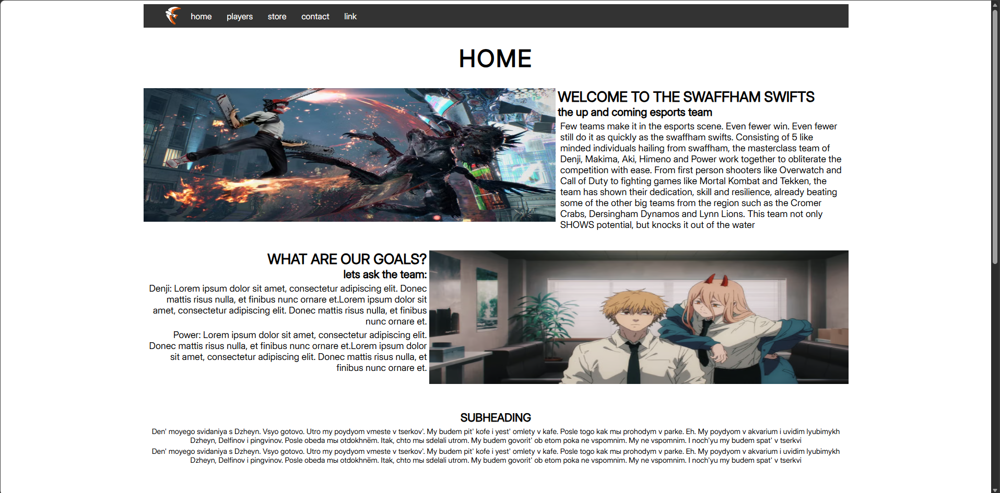 home players store contact link
HOME
WELCOME TO THE SWAFFHAM SWIFTS
the up and coming esports team
Few teams make it in the esports scene. Even fewer win. Even fewer
still do it as quickly as the swaffham swifts. Consisting of 5 like
minded individuals hailing from swaffham, the masterclass team of
Denji, Makima, Aki, Himeno and Power work together to obliterate the
competition with ease. From first person shooters like Overwatch and
Call of Duty to fighting games like Mortal Kombat and Tekken, the
team has shown their dedication, skill and resilience, already beating
some of the other big teams from the region such as the Cromer
Crabs, Dersingham Dynamos and Lynn Lions. This team not only
SHOWS potential, but knocks it out of the water
WHAT ARE OUR GOALS?
lets ask the team:
Denji: Lorem ipsum dolor sit amet, consectetur adipiscing elit. Donec
mattis risus nulla, et finibus nunc ornare et.Lorem ipsum dolor sit
amet, consectetur adipiscing elit. Donec mattis risus nulla, et finibus
nunc ornare et.
Power: Lorem ipsum dolor sit amet, consectetur adipiscing elit.
Donec mattis risus nulla, et finibus nunc ornare et.Lorem ipsum dolor
sit amet, consectetur adipiscing elit. Donec mattis risus nulla, et
finibus nunc ornare et.
SUBHEADING
Den' moyego svidaniya s Dzheyn. Vsyo gotovo. Utro my poydyom vmeste v tserkov'. My budem pit' kofe i yest' omlety v kafe. Posle togo kak мы prohodym v parke. Eh. My poydyom v akvarium i uvidim lyubimykh
Dzheyn, Delfinov i pingvinov. Posle obeda мы otdokhnëm. Itak, chto мы sdelali utrom. My budem govorit' ob etom poka ne vspomnim. My ne vspomnim. I noch'yu my budem spat' v tserkvi
Den' moyego svidaniya s Dzheyn. Vsyo gotovo. Utro my poydyom vmeste v tserkov'. My budem pit' kofe i yest' omlety v kafe. Posle togo kak мы prohodym v parke. Eh. My poydyom v akvarium i uvidim lyubimykh
Dzheyn, Delfinov i pingvinov. Posle obeda мы otdokhnëm. Itak, chto мы sdelali utrom. My budem govorit' ob etom poka ne vspomnim. My ne vspomnim. I noch'yu my budem spat' v tserkvi